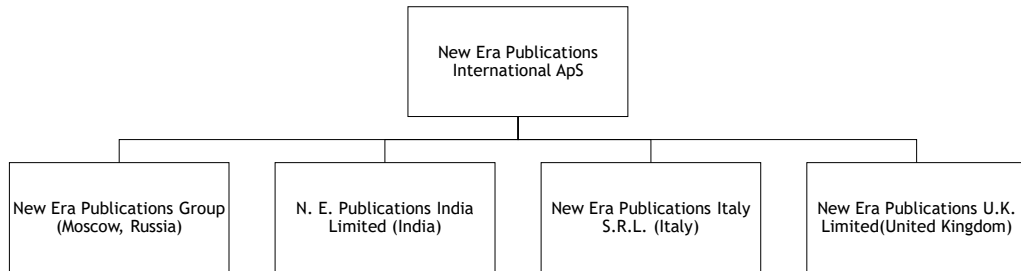 New Era Publications
International ApS
New Era Publications Group
(Moscow, Russia)
N. E. Publications India
Limited (India)
New Era Publications Italy
S.R.L. (Italy)
New Era Publications U.K.
Limited(United Kingdom)